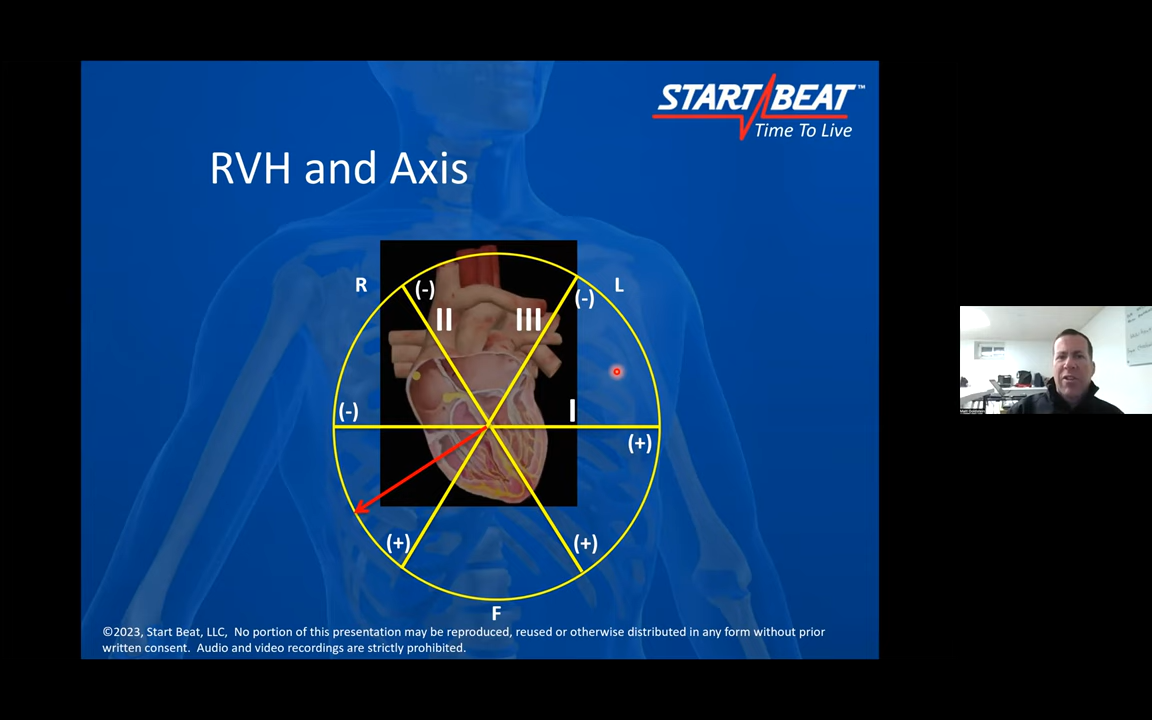 START BEAT™
Time To Live
RVH and Axis
R
(-)
II
III
(-)
L
(-)
I
(+)
(+)
(+)
F
©2023, Start Beat, LLC, No portion of this presentation may be reproduced, reused or otherwise distributed in any form without prior
written consent. Audio and video recordings are strictly prohibited.